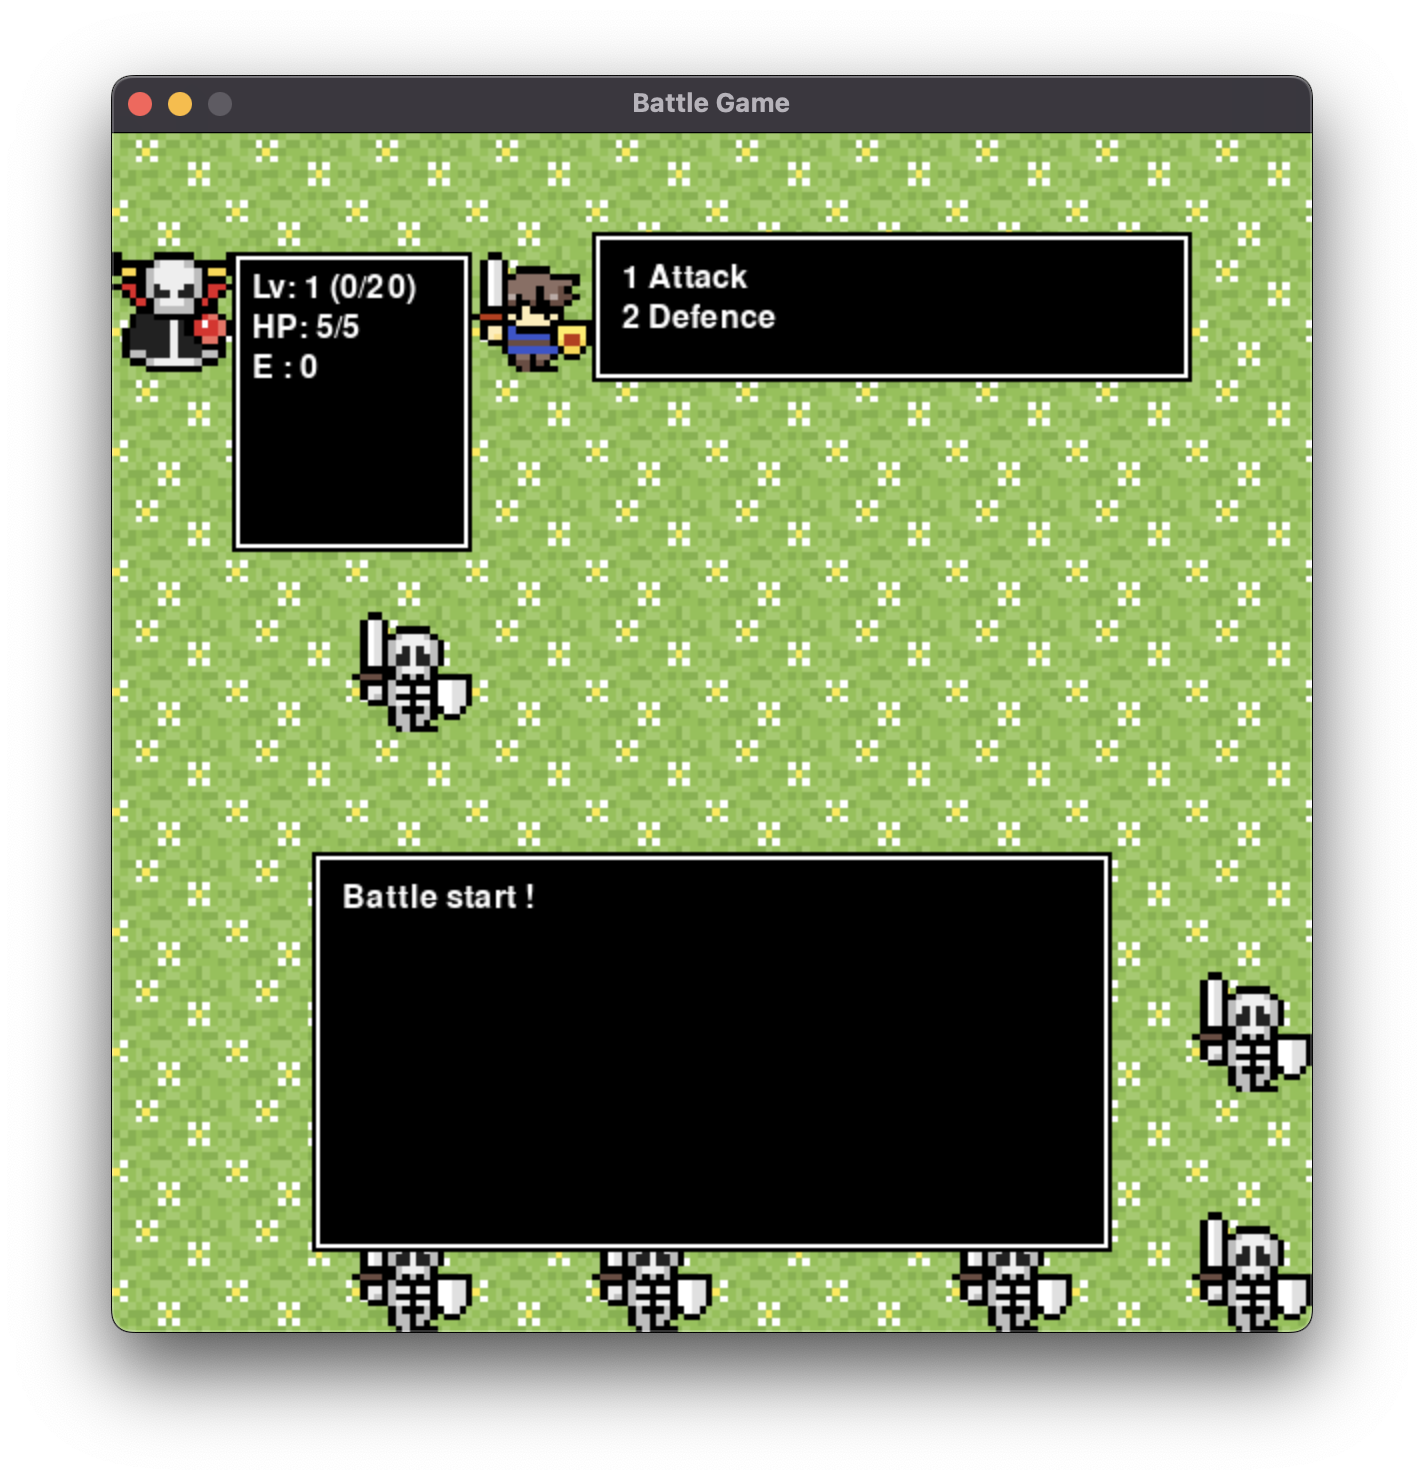 Battle Game
Lv: 1 (0/20)
HP: 5/5
E : 0
1 Attack
2 Defence
Battle start !